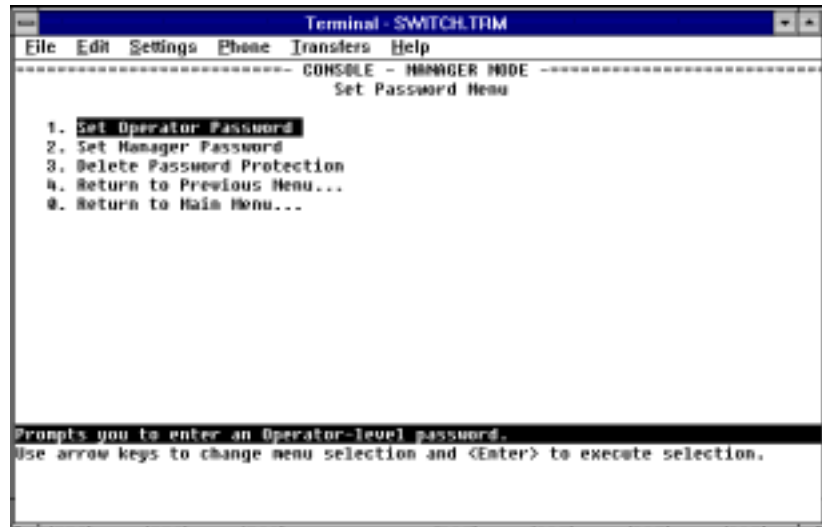 Terminal - SWITCH.TRM
File Edit Settings Phone Transfers Help
==========================- CONSOLE - MANAGER MODE -==========================
Set Password Menu
1. Set Operator Password
2. Set Manager Password
3. Delete Password Protection
4. Return to Previous Menu...
0. Return to Main Menu...
Prompts you to enter an Operator-level password.
Use arrow keys to change menu selection and <Enter> to execute selection.